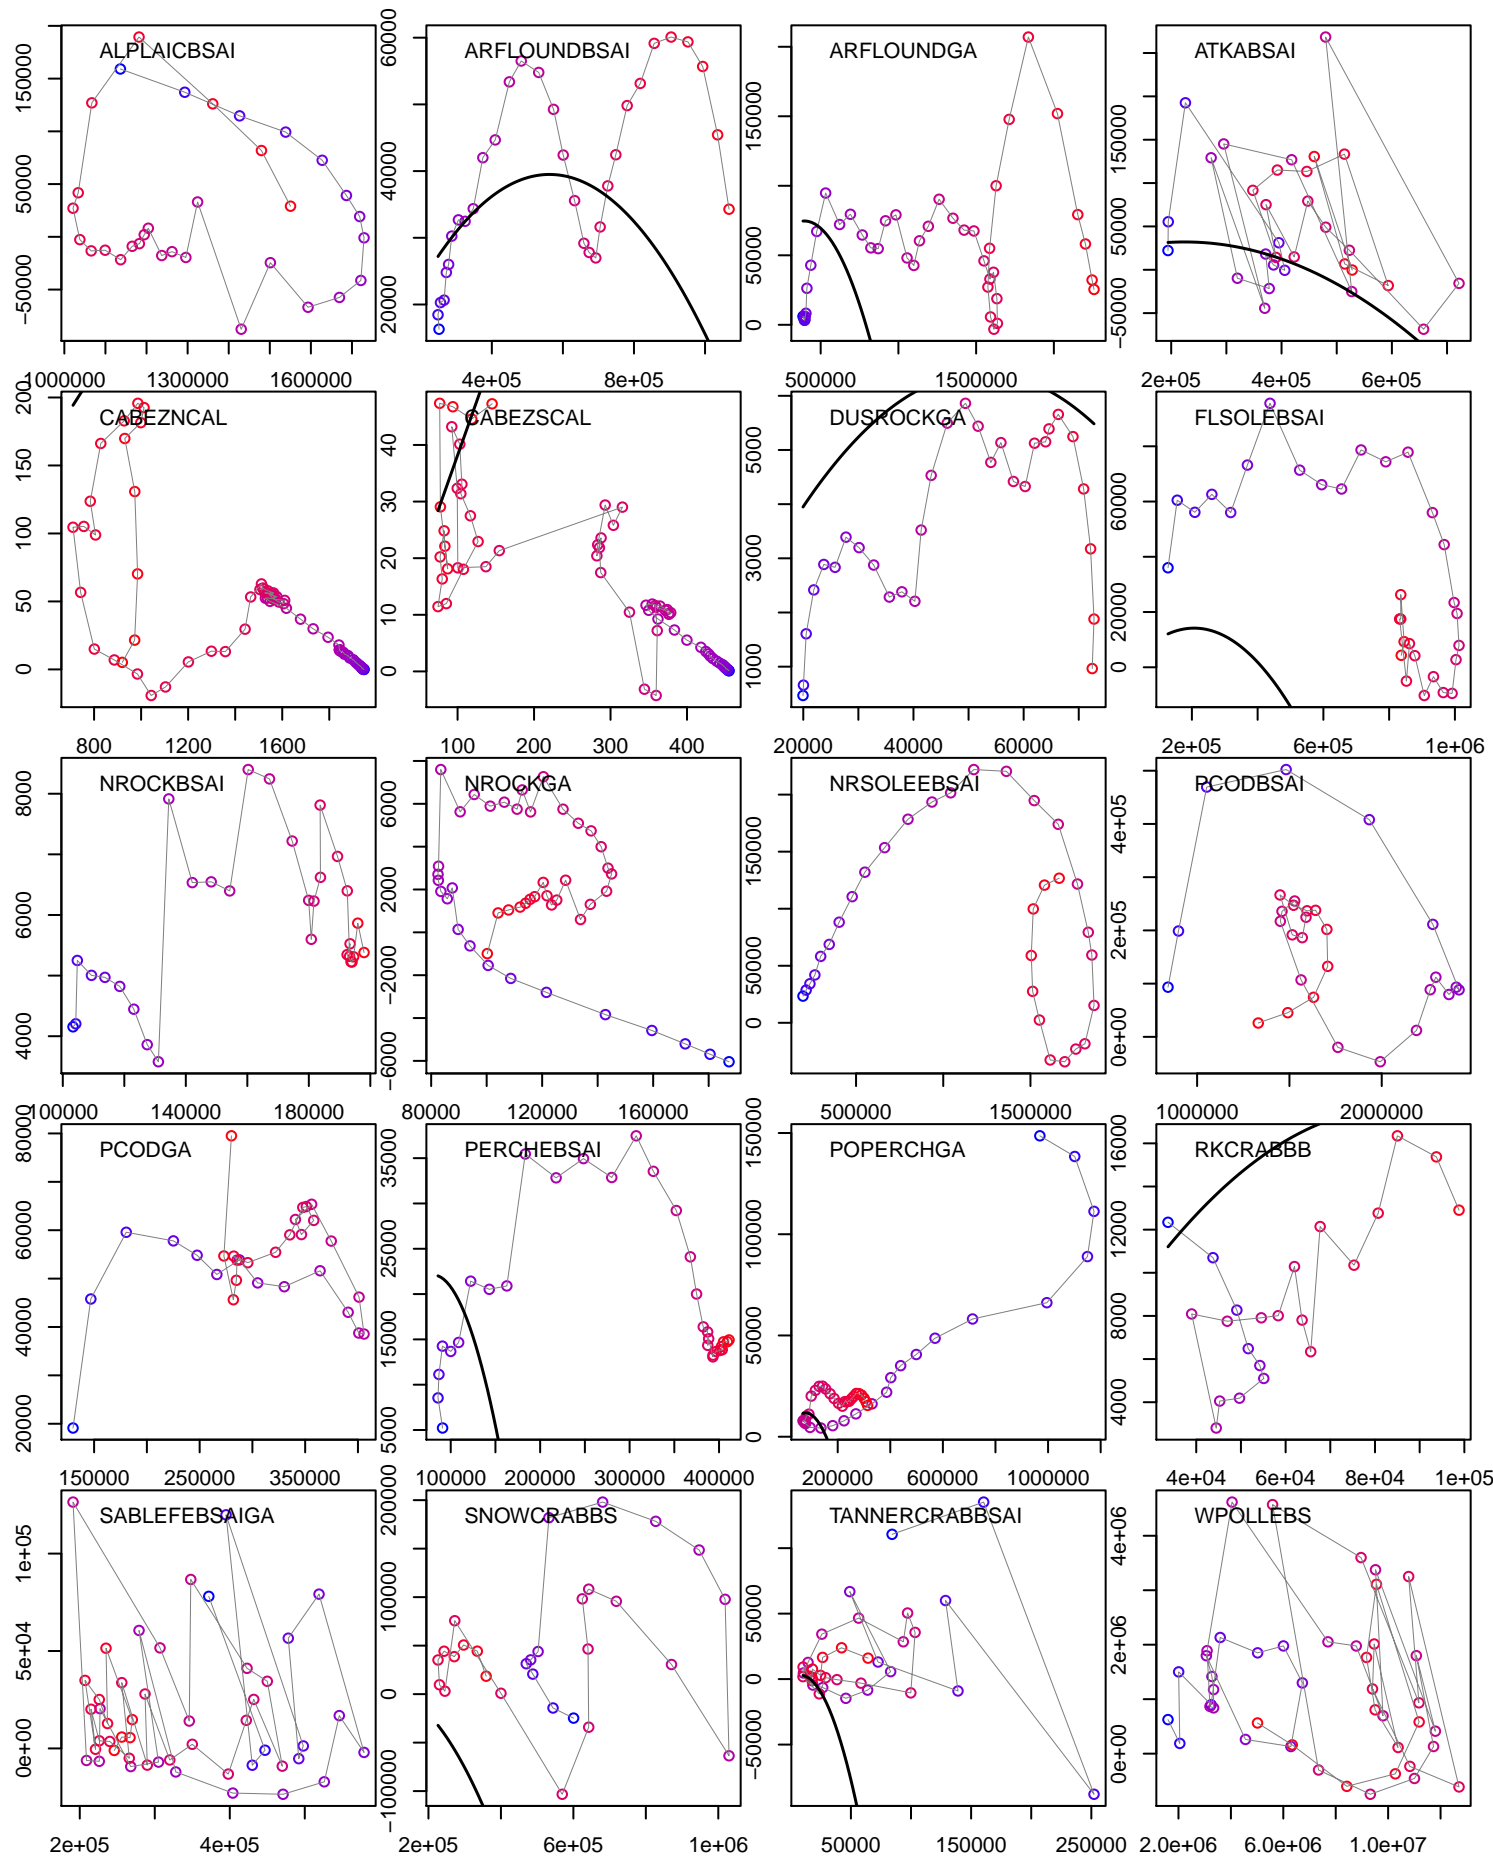 ALPLAICBSAI
ARFLOUNDBSAI
ARFLOUNDGA
ATKABSAI
−50000 50000 150000
20000 40000 60000
0 50000 150000
−50000 50000 150000
1000000 1300000 1600000
4e+05 8e+05
500000 1500000
2e+05 4e+05 6e+05
CABEZNCAL
CABEZSCAL
DUSROCKGA
FLSOLEBSAI
0 50 100 150 200
0 10 20 30 40
1000 3000 5000
0 20000 60000
800 1200 1600
100 200 300 400
20000 40000 60000
2e+05 6e+05 1e+06
NROCKBSAI
NROCKGA
NRSOLEEBSAI
PCODBSAI
4000 6000 8000
−6000 −2000 2000 6000
0 50000 150000
0e+00 2e+05 4e+05
100000 140000 180000
80000 120000 160000
500000 1500000
1000000 2000000
PCODGA
PERCHEBSAI
POPERCHGA
RKCRABBB
20000 40000 60000 80000
5000 15000 25000 35000
0 50000 100000 150000
4000 8000 12000 16000
150000 250000 350000
100000 200000 300000 400000
200000 600000 1000000
4e+04 6e+04 8e+04 1e+05
SABLEFEBSAIGA
SNOWCRABBS
TANNERCRABBSAI
WPOLLEBS
0e+00 5e+04 1e+05
−100000 0 100000 200000
−50000 0 50000
0e+00 2e+06 4e+06
2e+05 4e+05
2e+05 6e+05 1e+06
50000 150000 250000
2.0e+06 6.0e+06 1.0e+07